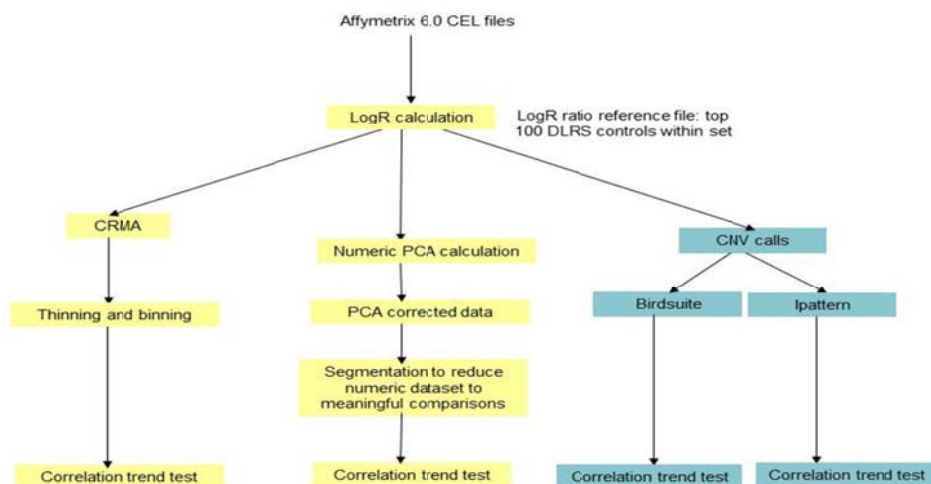 Affymetrix 6.0 CEL files
LogR calculation
LogR ratio reference file: top
100 DLRS controls within set
CRMA
Numeric PCA calculation
CNV calls
Thinning and binning
PCA corrected data
Birdsuite
Ipattern
Segmentation to reduce
numeric dataset to
meaningful comparisons
Correlation trend test
Correlation trend test
Correlation trend test
Correlation trend test